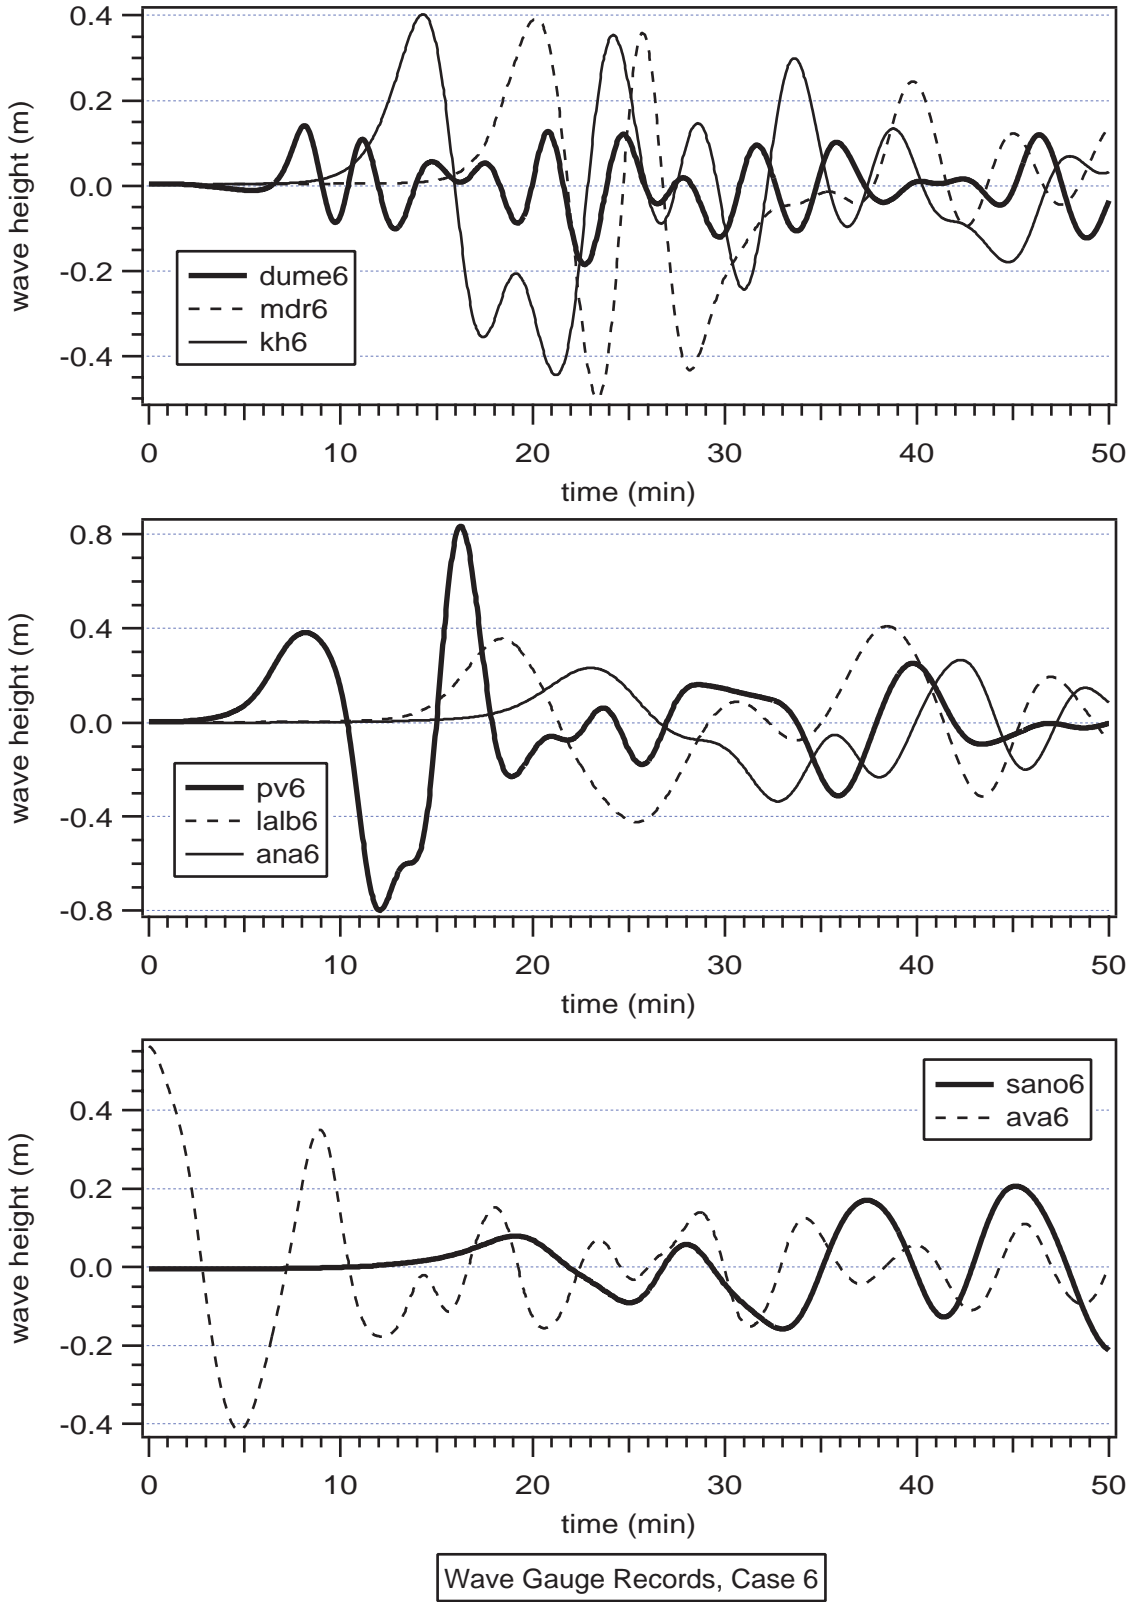 0.4
0.2
0.0
-0.2
-0.4
wave height (m)
dume6
mdr6
kh6
0 10 20 30 40 50
time (min)
0.8
0.4
0.0
-0.4
-0.8
wave height (m)
pv6
lalb6
ana6
0 10 20 30 40 50
time (min)
0.4
0.2
0.0
-0.2
-0.4
wave height (m)
sano6
ava6
0 10 20 30 40 50
time (min)
Wave Gauge Records, Case 6